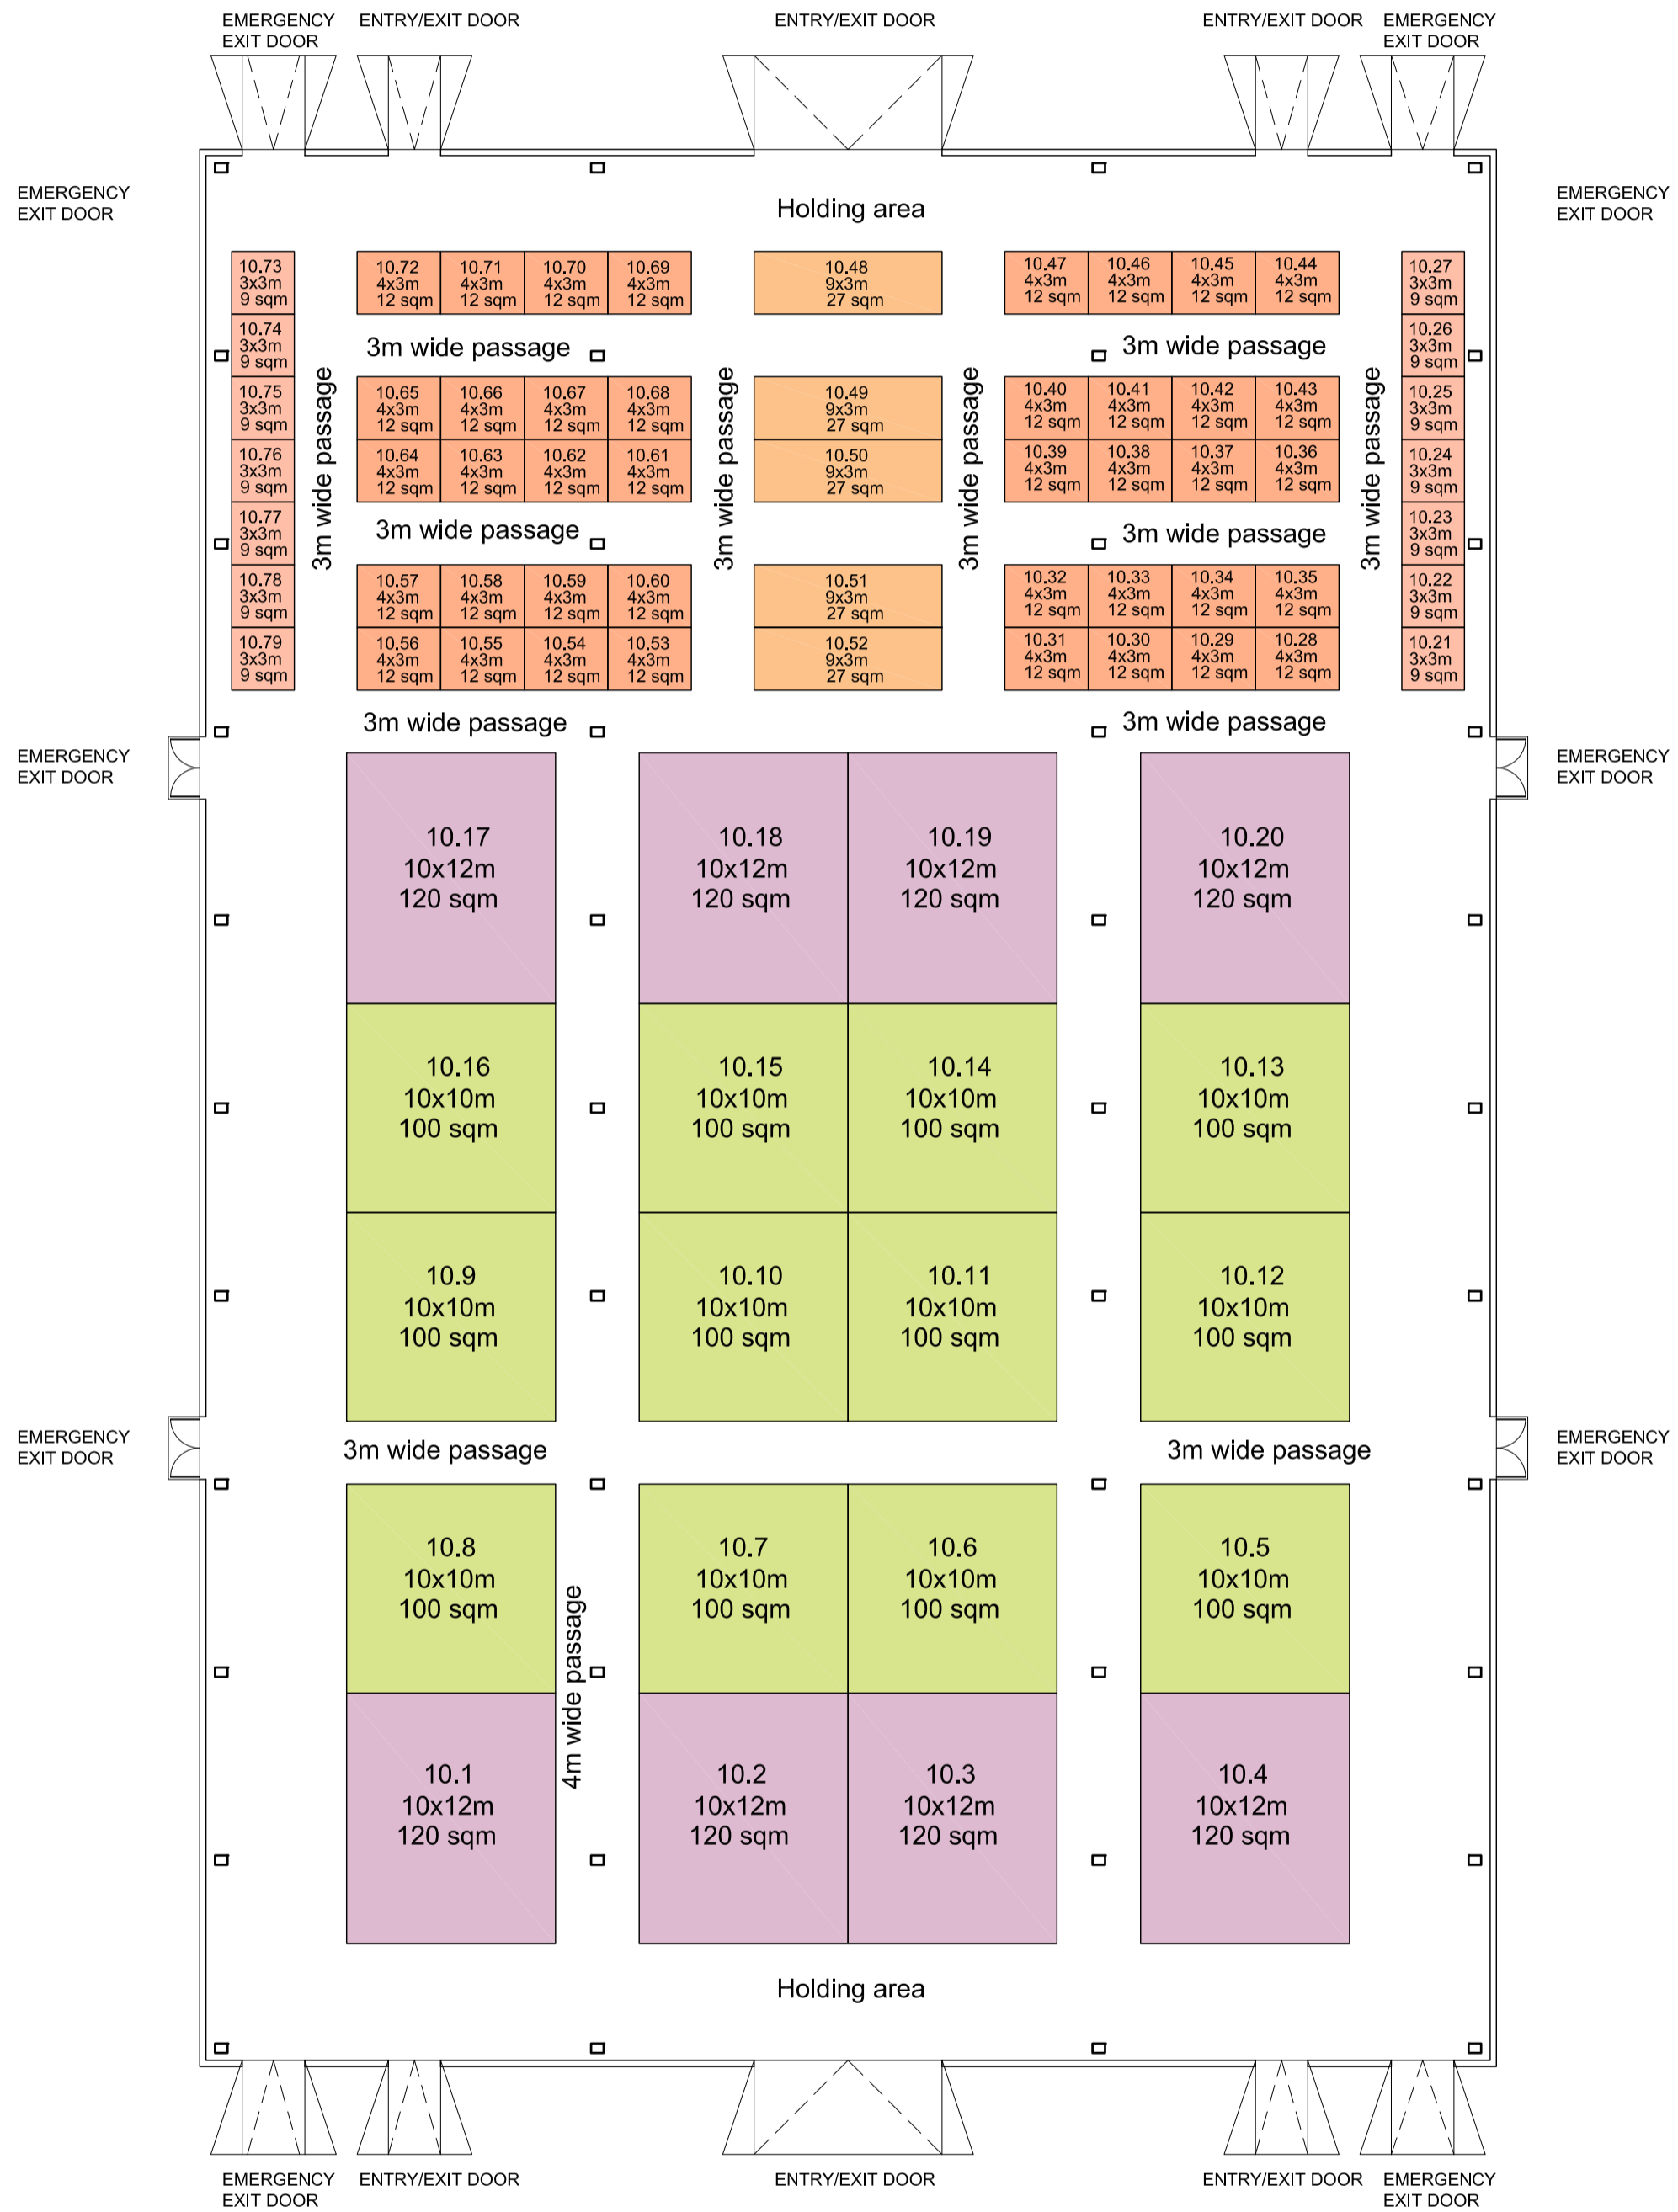 EMERGENCY
EXIT DOOR
ENTRY/EXIT DOOR
ENTRY/EXIT DOOR
ENTRY/EXIT DOOR
EMERGENCY
EXIT DOOR
EMERGENCY
EXIT DOOR
EMERGENCY
EXIT DOOR
Holding area
10.73
3x3m
9 sqm
10.72
4x3m
12 sqm
10.71
4x3m
12 sqm
10.70
4x3m
12 sqm
10.69
4x3m
12 sqm
10.48
9x3m
27 sqm
10.47
4x3m
12 sqm
10.46
4x3m
12 sqm
10.45
4x3m
12 sqm
10.44
4x3m
12 sqm
10.27
3x3m
9 sqm
10.74
3x3m
9 sqm
3m wide passage
3m wide passage
10.26
3x3m
9 sqm
10.75
3x3m
9 sqm
3m wide passage
10.65
4x3m
12 sqm
10.66
4x3m
12 sqm
10.67
4x3m
12 sqm
10.68
4x3m
12 sqm
3m wide passage
10.49
9x3m
27 sqm
3m wide passage
10.40
4x3m
12 sqm
10.41
4x3m
12 sqm
10.42
4x3m
12 sqm
10.43
4x3m
12 sqm
3m wide passage
10.25
3x3m
9 sqm
10.76
3x3m
9 sqm
10.64
4x3m
12 sqm
10.63
4x3m
12 sqm
10.62
4x3m
12 sqm
10.61
4x3m
12 sqm
10.50
9x3m
27 sqm
10.39
4x3m
12 sqm
10.38
4x3m
12 sqm
10.37
4x3m
12 sqm
10.36
4x3m
12 sqm
10.24
3x3m
9 sqm
10.77
3x3m
9 sqm
3m wide passage
3m wide passage
10.23
3x3m
9 sqm
10.78
3x3m
9 sqm
10.57
4x3m
12 sqm
10.58
4x3m
12 sqm
10.59
4x3m
12 sqm
10.60
4x3m
12 sqm
10.51
9x3m
27 sqm
10.32
4x3m
12 sqm
10.33
4x3m
12 sqm
10.34
4x3m
12 sqm
10.35
4x3m
12 sqm
10.22
3x3m
9 sqm
10.79
3x3m
9 sqm
10.56
4x3m
12 sqm
10.55
4x3m
12 sqm
10.54
4x3m
12 sqm
10.53
4x3m
12 sqm
10.52
9x3m
27 sqm
10.31
4x3m
12 sqm
10.30
4x3m
12 sqm
10.29
4x3m
12 sqm
10.28
4x3m
12 sqm
10.21
3x3m
9 sqm
3m wide passage
3m wide passage
EMERGENCY
EXIT DOOR
EMERGENCY
EXIT DOOR
10.17
10x12m
120 sqm
10.18
10x12m
120 sqm
10.19
10x12m
120 sqm
10.20
10x12m
120 sqm
10.16
10x10m
100 sqm
10.15
10x10m
100 sqm
10.14
10x10m
100 sqm
10.13
10x10m
100 sqm
10.9
10x10m
100 sqm
10.10
10x10m
100 sqm
10.11
10x10m
100 sqm
10.12
10x10m
100 sqm
EMERGENCY
EXIT DOOR
3m wide passage
3m wide passage
EMERGENCY
EXIT DOOR
10.8
10x10m
100 sqm
10.7
10x10m
100 sqm
10.6
10x10m
100 sqm
10.5
10x10m
100 sqm
4m wide passage
10.1
10x12m
120 sqm
10.2
10x12m
120 sqm
10.3
10x12m
120 sqm
10.4
10x12m
120 sqm
Holding area
EMERGENCY
EXIT DOOR
ENTRY/EXIT DOOR
ENTRY/EXIT DOOR
ENTRY/EXIT DOOR
EMERGENCY
EXIT DOOR